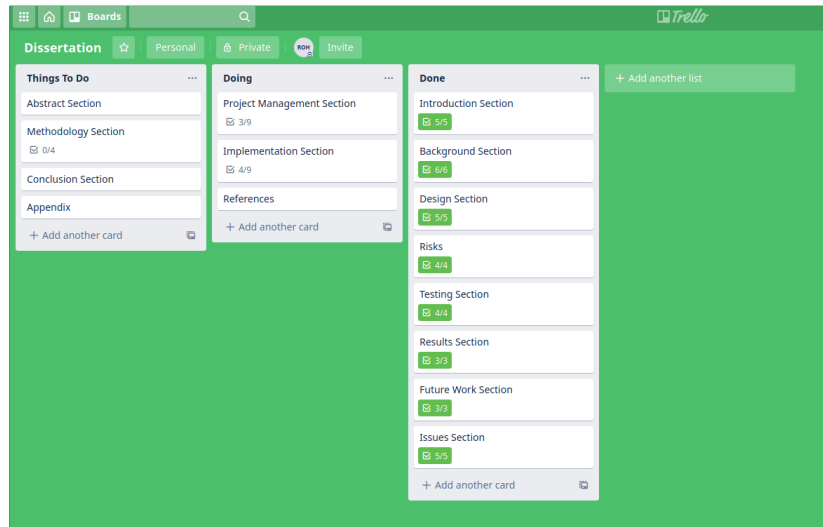 Boards
Trello
Dissertation
Personal
Private
ROH
Invite
Things To Do
Abstract Section
Methodology Section
0/4
Conclusion Section
Appendix
+ Add another card
Doing
Project Management Section
3/9
Implementation Section
4/9
References
+ Add another card
Done
Introduction Section
5/5
Background Section
6/6
Design Section
5/5
Risks
4/4
Testing Section
4/4
Results Section
3/3
Future Work Section
3/3
Issues Section
5/5
+ Add another card
+ Add another list